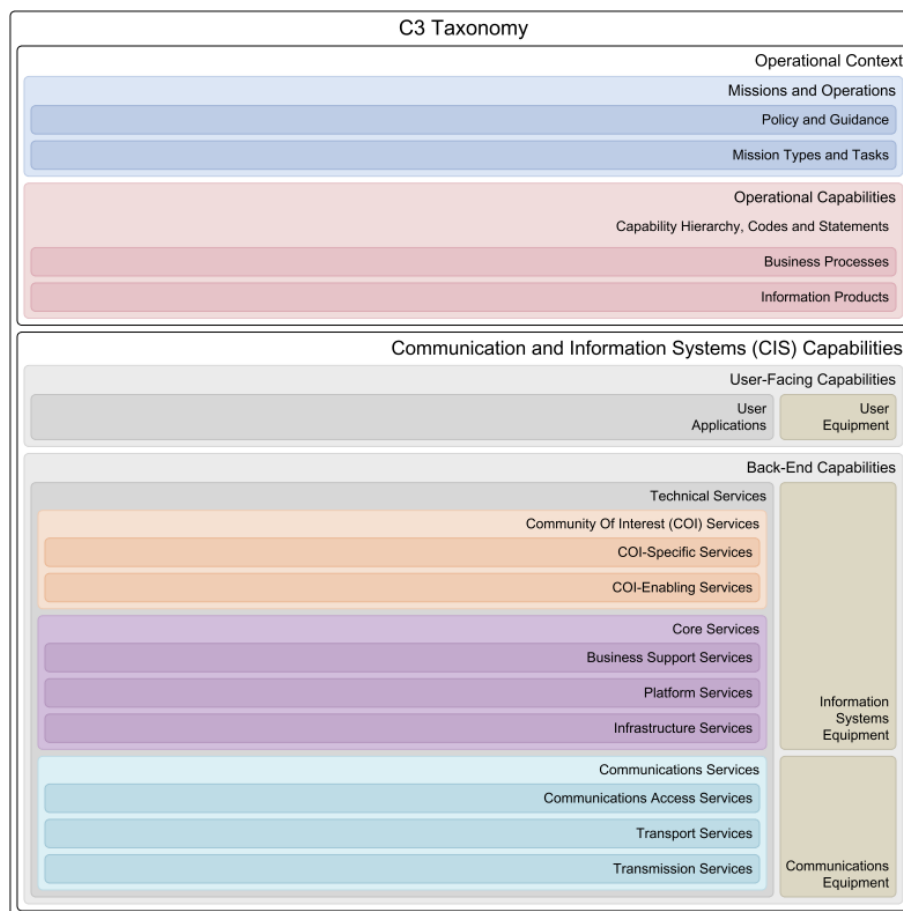 C3 Taxonomy
Operational Context
Missions and Operations
Policy and Guidance
Mission Types and Tasks
Operational Capabilities
Capability Hierarchy, Codes and Statements
Business Processes
Information Products
Communication and Information Systems (CIS) Capabilities
User-Facing Capabilities
User
Applications
User
Equipment
Back-End Capabilities
Technical Services
Community Of Interest (COI) Services
COI-Specific Services
COI-Enabling Services
Core Services
Business Support Services
Platform Services
Infrastructure Services
Information
Systems
Equipment
Communications Services
Communications Access Services
Transport Services
Transmission Services
Communications
Equipment